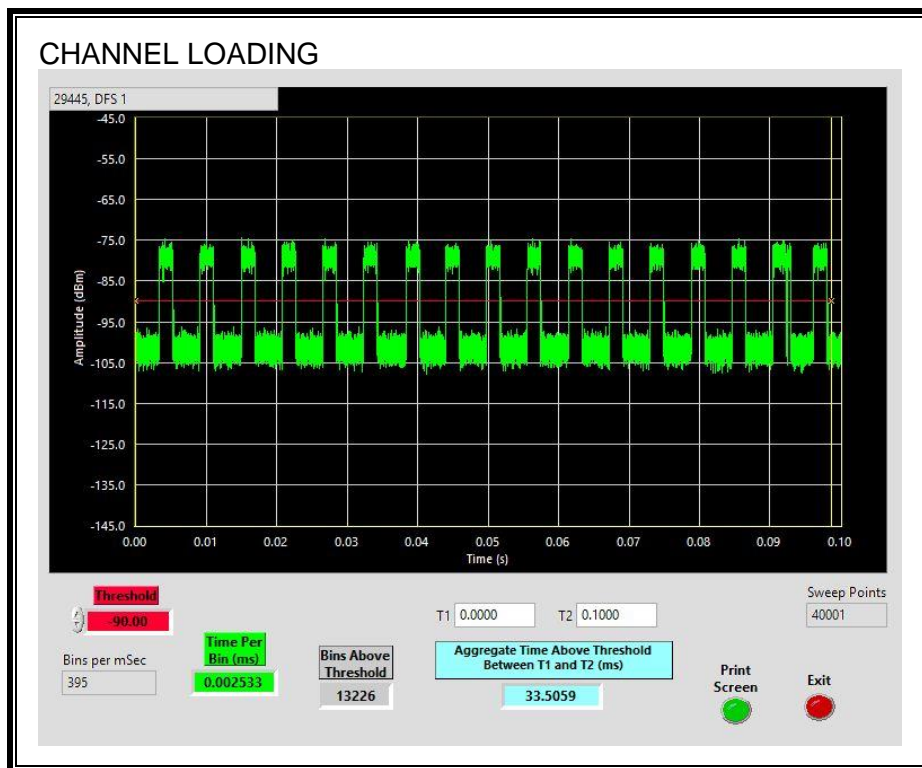 CHANNEL LOADING
29445, DFS 1
-45.0
-55.0
-65.0
-75.0
-85.0
-95.0
-105.0
-115.0
-125.0
-135.0
-145.0
Amplitude (dBm)
0.00 0.01 0.02 0.03 0.04 0.05 0.06 0.07 0.08 0.09 0.10
Time (s)
Threshold
-90.00
Bins per mSec
395
Time Per
Bin (ms)
0.002533
Bins Above
Threshold
13226
T1 0.0000 T2 0.1000
Aggregate Time Above Threshold
Between T1 and T2 (ms)
33.5059
Sweep Points
40001
Print
Screen
Exit